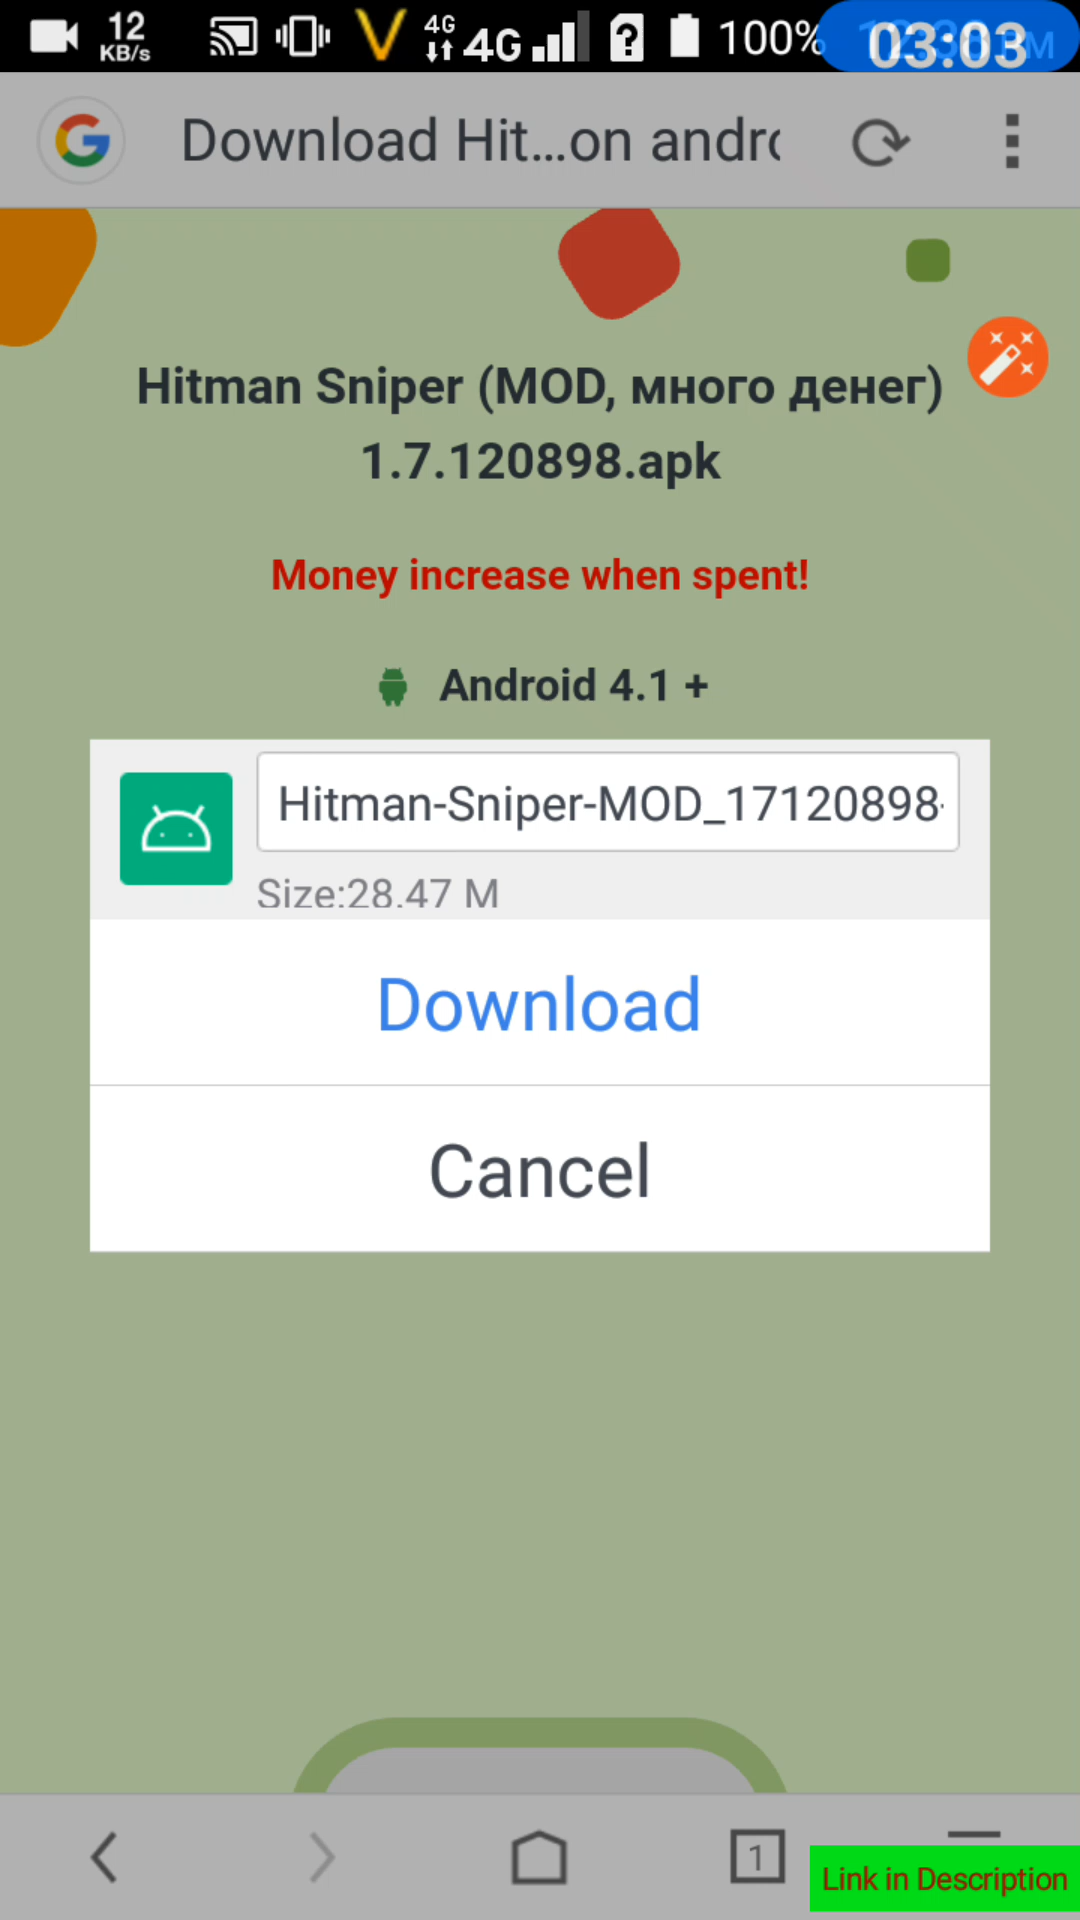 12
KB/s
4G
4G
100%
03:03
Download Hit...on andro
Hitman Sniper (MOD, много денег)
1.7.120898.apk
Money increase when spent!
Android 4.1 +
Hitman-Sniper-MOD_17120898-
Size:28.47 M
Download
Cancel
1
Link in Description